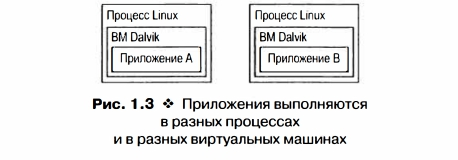 Процесс Linux
ВМ Dalvik
Приложение A
Процесс Linux
ВМ Dalvik
Приложение B
Рис. 1.3 ❖ Приложения выполняются
в разных процессах
и в разных виртуальных машинах